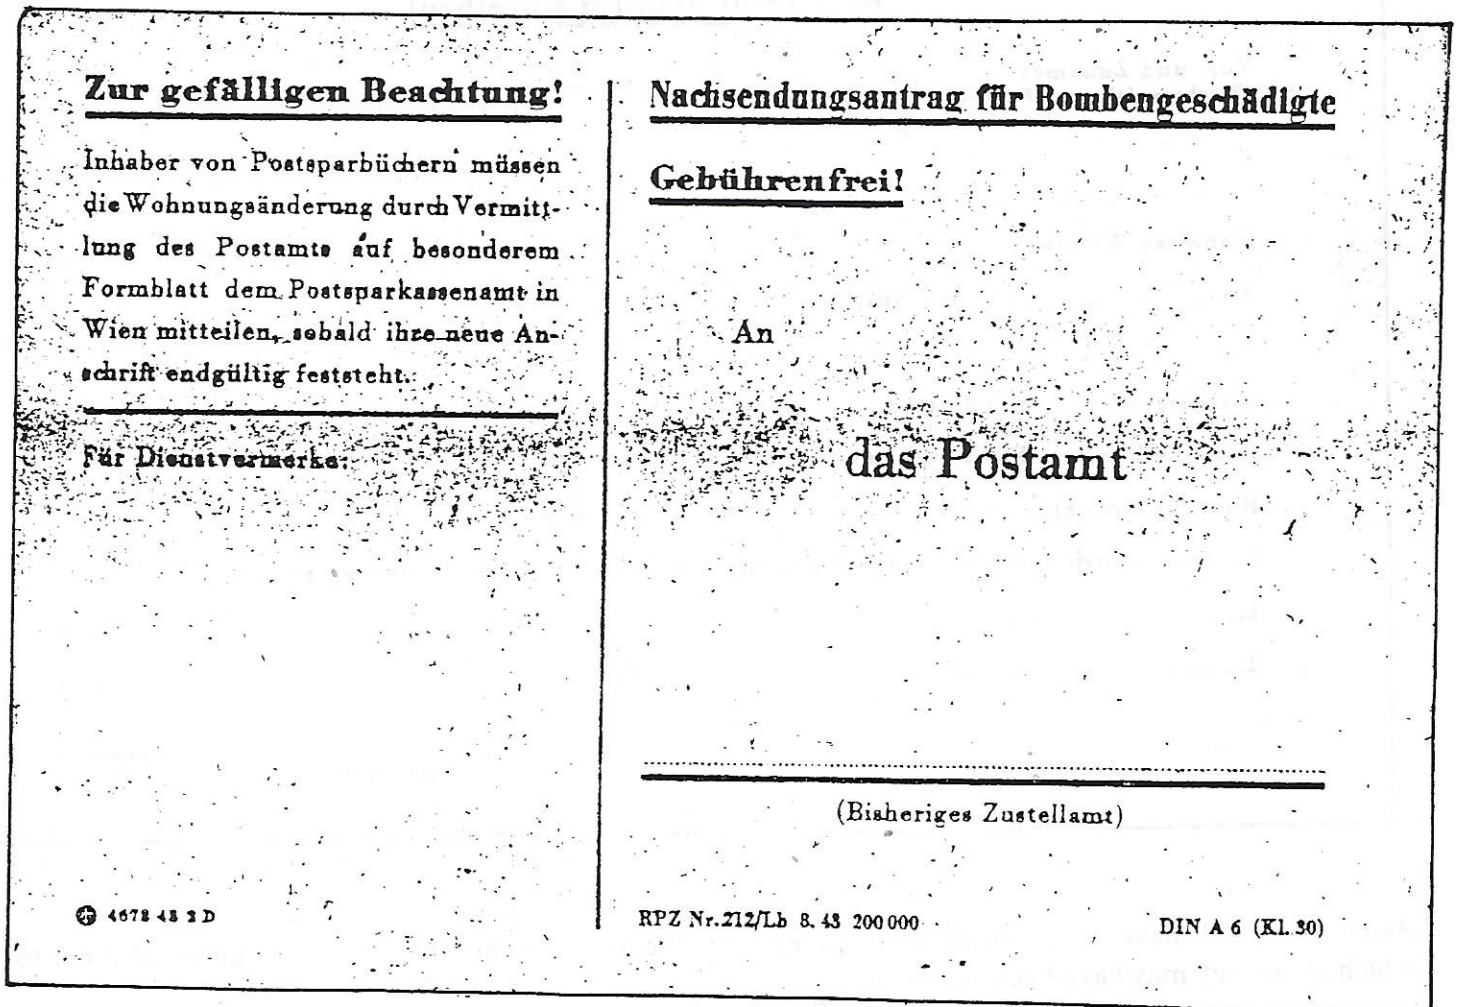 Zur gefälligen Beachtung!
Inhaber von Postsparbüchern müssen
die Wohnungsänderung durch Vermitt-
lung des Postamts auf besonderem
Formblatt dem Postsparkassenamt in
Wien mitteilen, sobald ihre neue An-
schrift endgültig feststeht.
Für Dienstvermerke:
4678 43 2 D
Nachsendungsantrag für Bombengeschädigte
Gebührenfrei!
An
das Postamt
(Bisheriges Zustellamt)
RPZ Nr. 212/Lb 8. 43 200 000
DIN A 6 (Kl. 30)